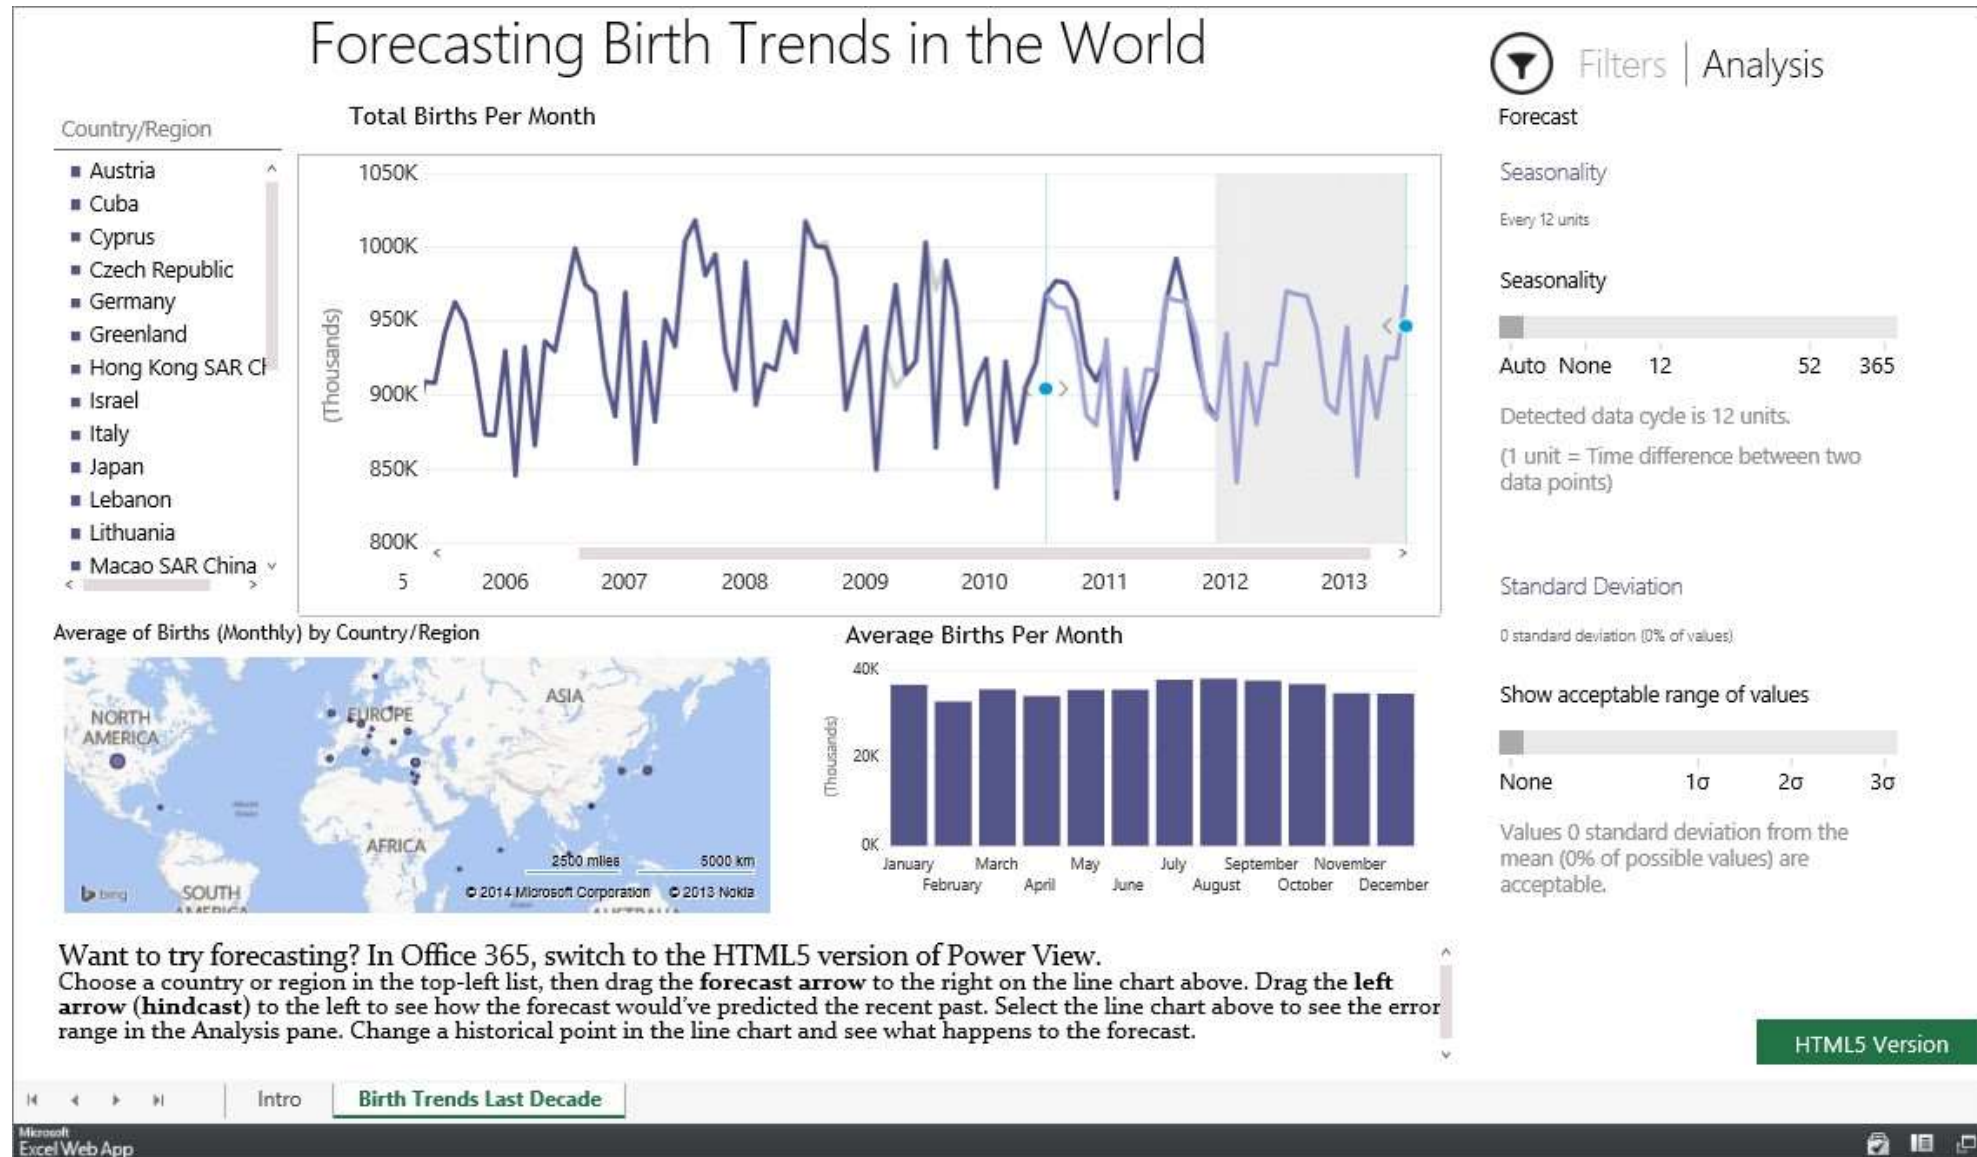 Forecasting Birth Trends in the World
Filters | Analysis
Country/Region
Austria
Cuba
Cyprus
Czech Republic
Germany
Greenland
Hong Kong SAR Ch
Israel
Italy
Japan
Lebanon
Lithuania
Macao SAR China
Total Births Per Month
(Thousands)
1050K
1000K
950K
900K
850K
800K
5 2006 2007 2008 2009 2010 2011 2012 2013
Average of Births (Monthly) by Country/Region
NORTH
AMERICA
EUROPE
ASIA
AFRICA
SOUTH
AMERICA
AUSTRALIA
2500 miles 5000 km
bing
© 2014 Microsoft Corporation © 2013 Nokia
Average Births Per Month
(Thousands)
40K
20K
0K
January March May July September November
February April June August October December
Forecast
Seasonality
Every 12 units
Seasonality
Auto None 12 52 365
Detected data cycle is 12 units.
(1 unit = Time difference between two
data points)
Standard Deviation
0 standard deviation (0% of values)
Show acceptable range of values
None 1σ 2σ 3σ
Values 0 standard deviation from the
mean (0% of possible values) are
acceptable.
Want to try forecasting? In Office 365, switch to the HTML5 version of Power View.
Choose a country or region in the top-left list, then drag the forecast arrow to the right on the line chart above. Drag the left
arrow (hindcast) to the left to see how the forecast would've predicted the recent past. Select the line chart above to see the error
range in the Analysis pane. Change a historical point in the line chart and see what happens to the forecast.
HTML5 Version
Intro Birth Trends Last Decade
Microsoft
Excel Web App